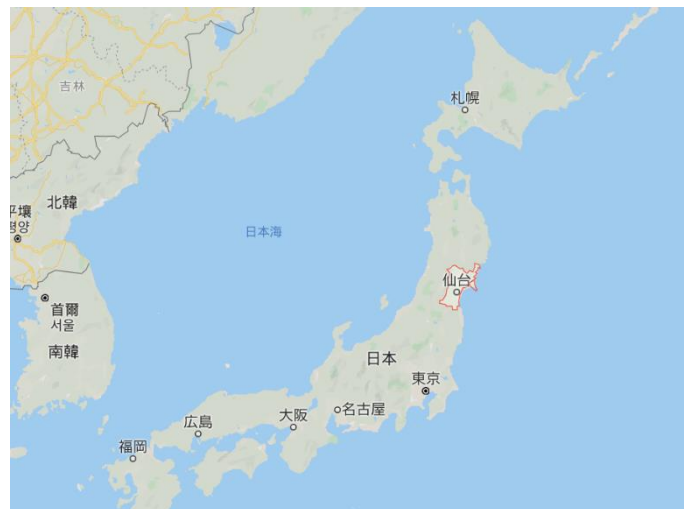 吉林
札幌
北韓
平壤
평양
日本海
仙台
首爾
서울
南韓
日本
東京
名古屋
大阪
広島
福岡